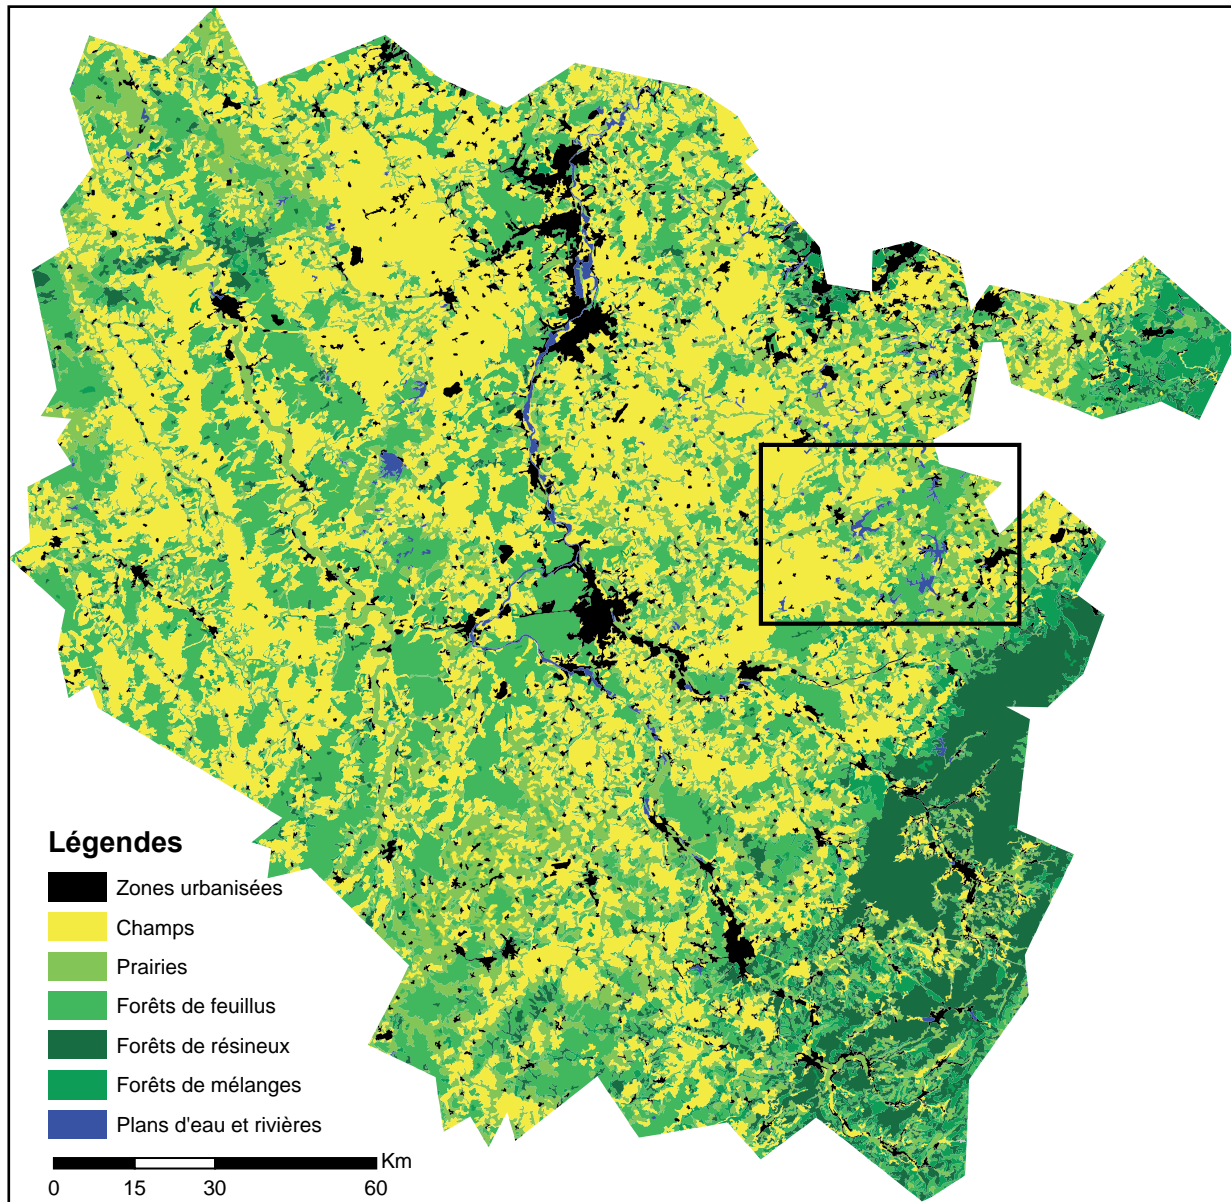 Légendes
Zones urbanisées
Champs
Prairies
Forêts de feuillus
Forêts de résineux
Forêts de mélanges
Plans d'eau et rivières
Km
0 15 30 60